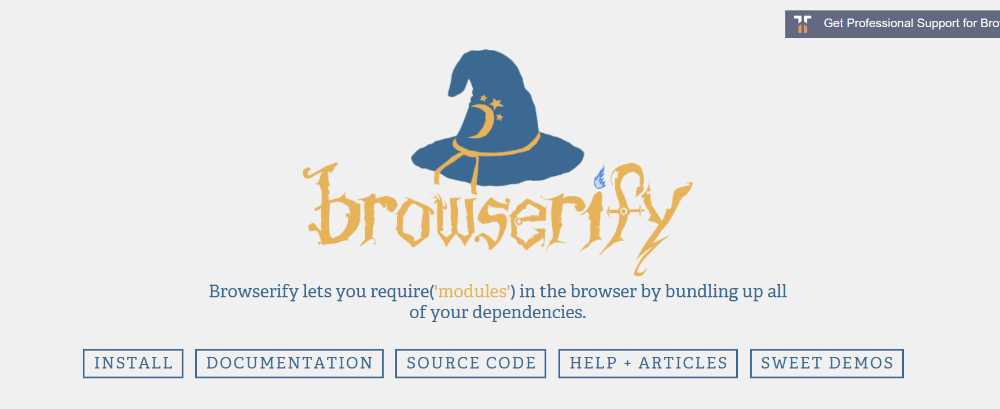 Get Professional Support for
browserify
Browserify lets you require('modules') in the browser by bundling up all
of your dependencies.
INSTALL
DOCUMENTATION
SOURCE CODE
HELP + ARTICLES
SWEET DEMOS